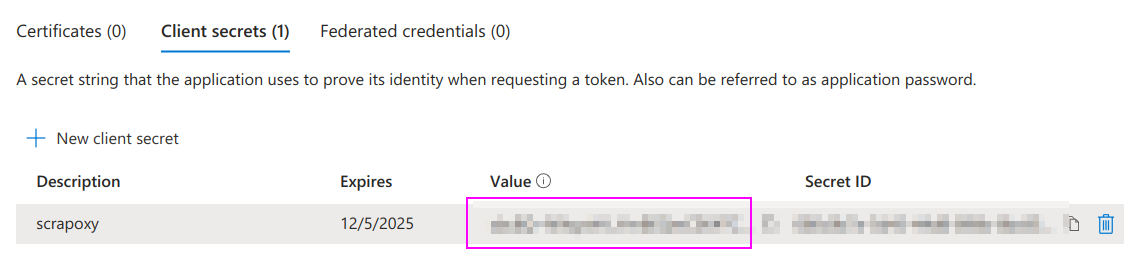 Certificates (0) Client secrets (1) Federated credentials (0)
A secret string that the application uses to prove its identity when requesting a token. Also can be referred to as application password.
New client secret
Description Expires Value Secret ID
scrapoxy 12/5/2025